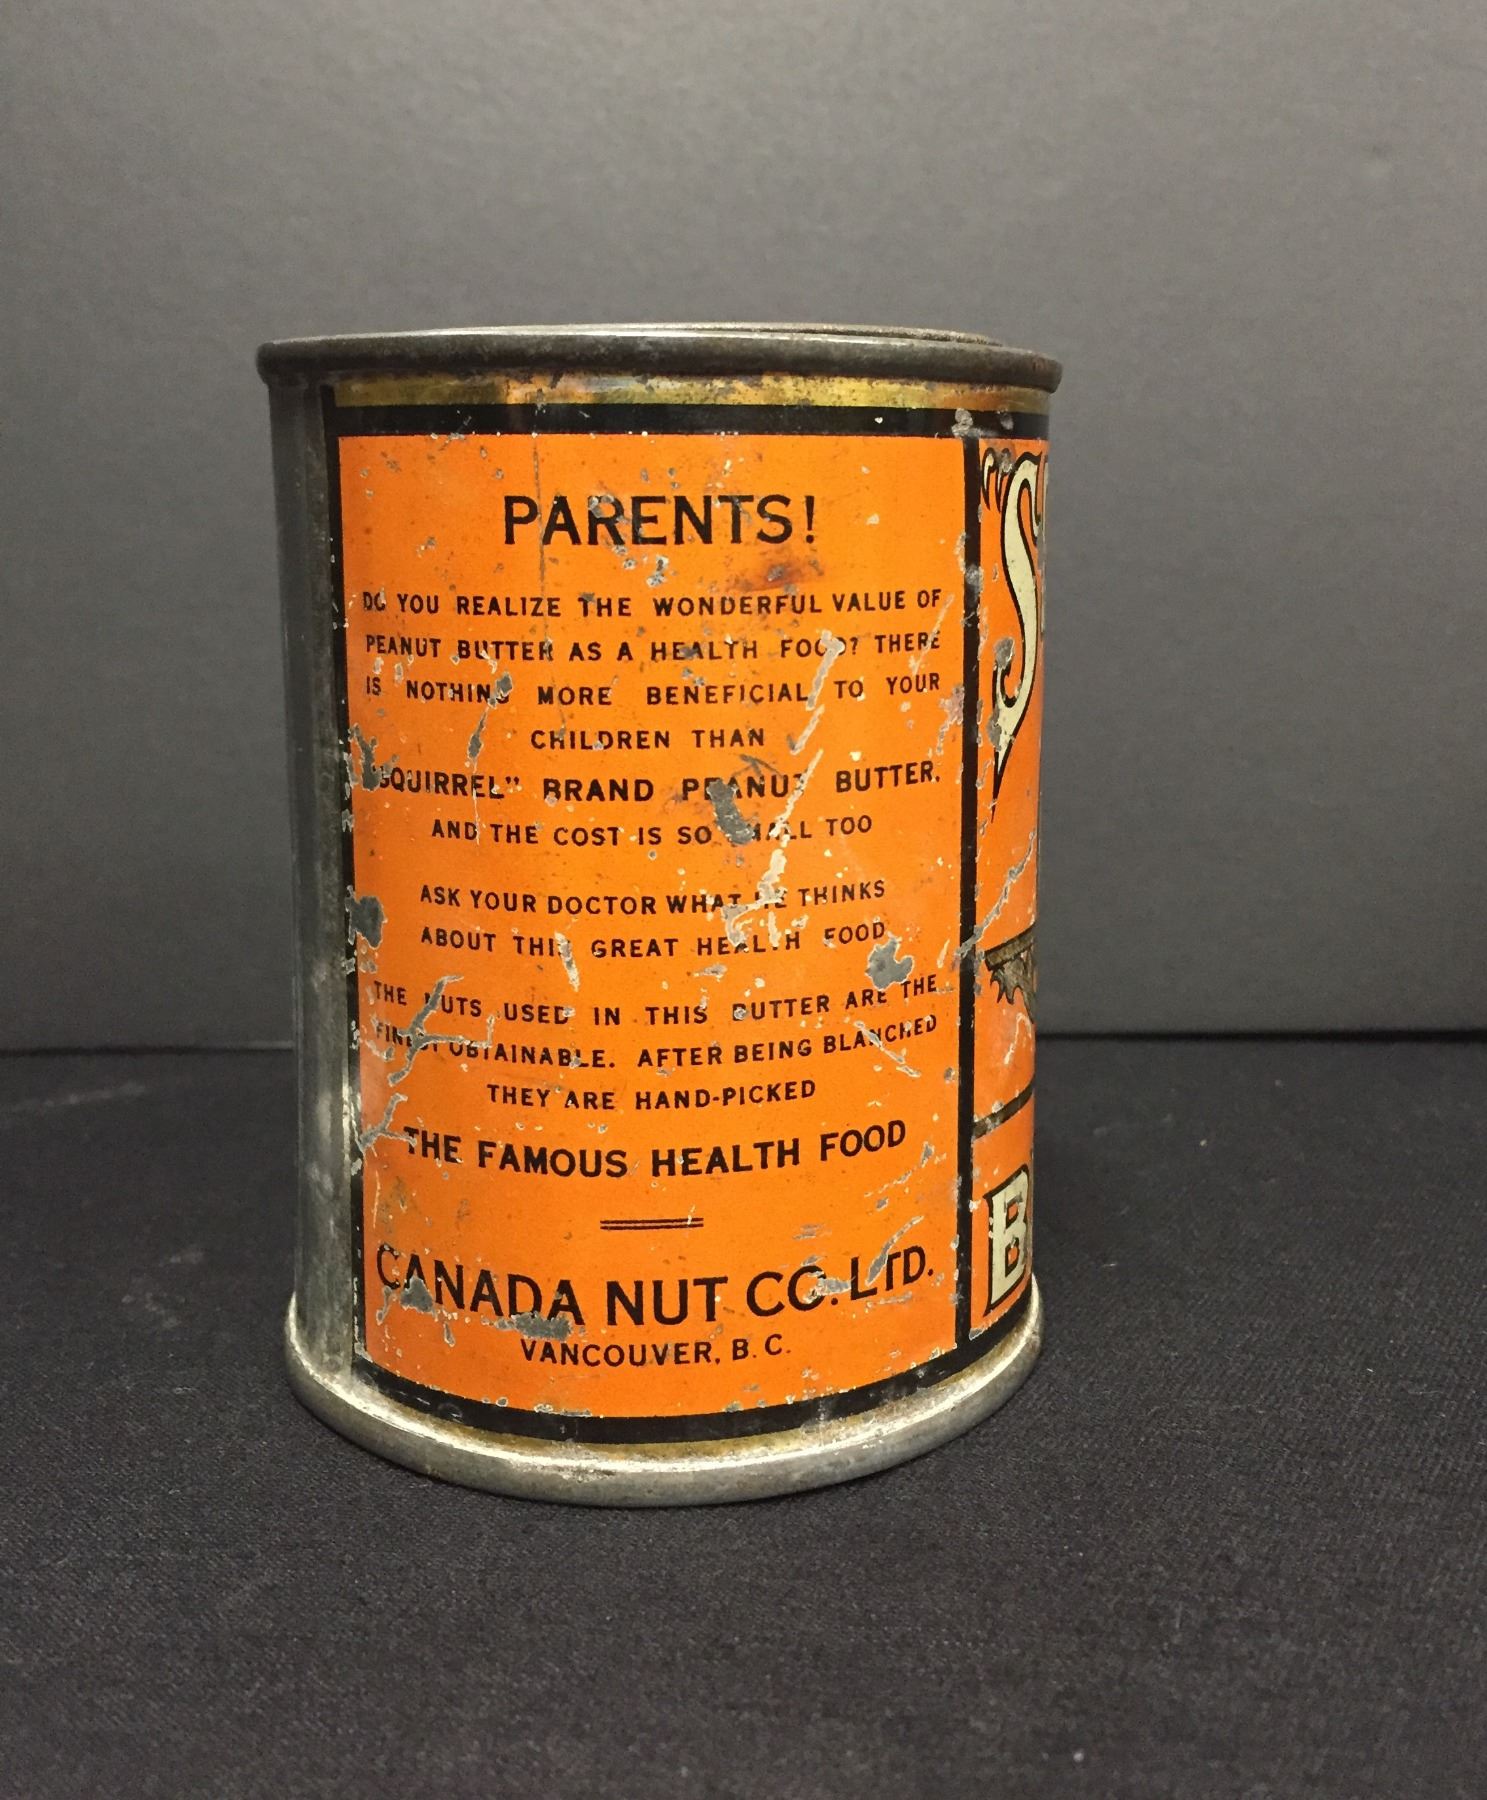 PARENTS!
DO YOU REALIZE THE WONDERFUL VALUE OF
PEANUT BUTTER AS A HEALTH FOOD? THERE
IS NOTHING MORE BENEFICIAL TO YOUR
CHILDREN THAN
"SQUIRREL" BRAND PEANUT BUTTER.
AND THE COST IS SO SMALL TOO
ASK YOUR DOCTOR WHAT HE THINKS
ABOUT THIS GREAT HEALTH FOOD
THE NUTS USED IN THIS BUTTER ARE THE
FINEST OBTAINABLE. AFTER BEING BLANCHED
THEY ARE HAND-PICKED
THE FAMOUS HEALTH FOOD
CANADA NUT CO. LTD.
VANCOUVER, B. C.